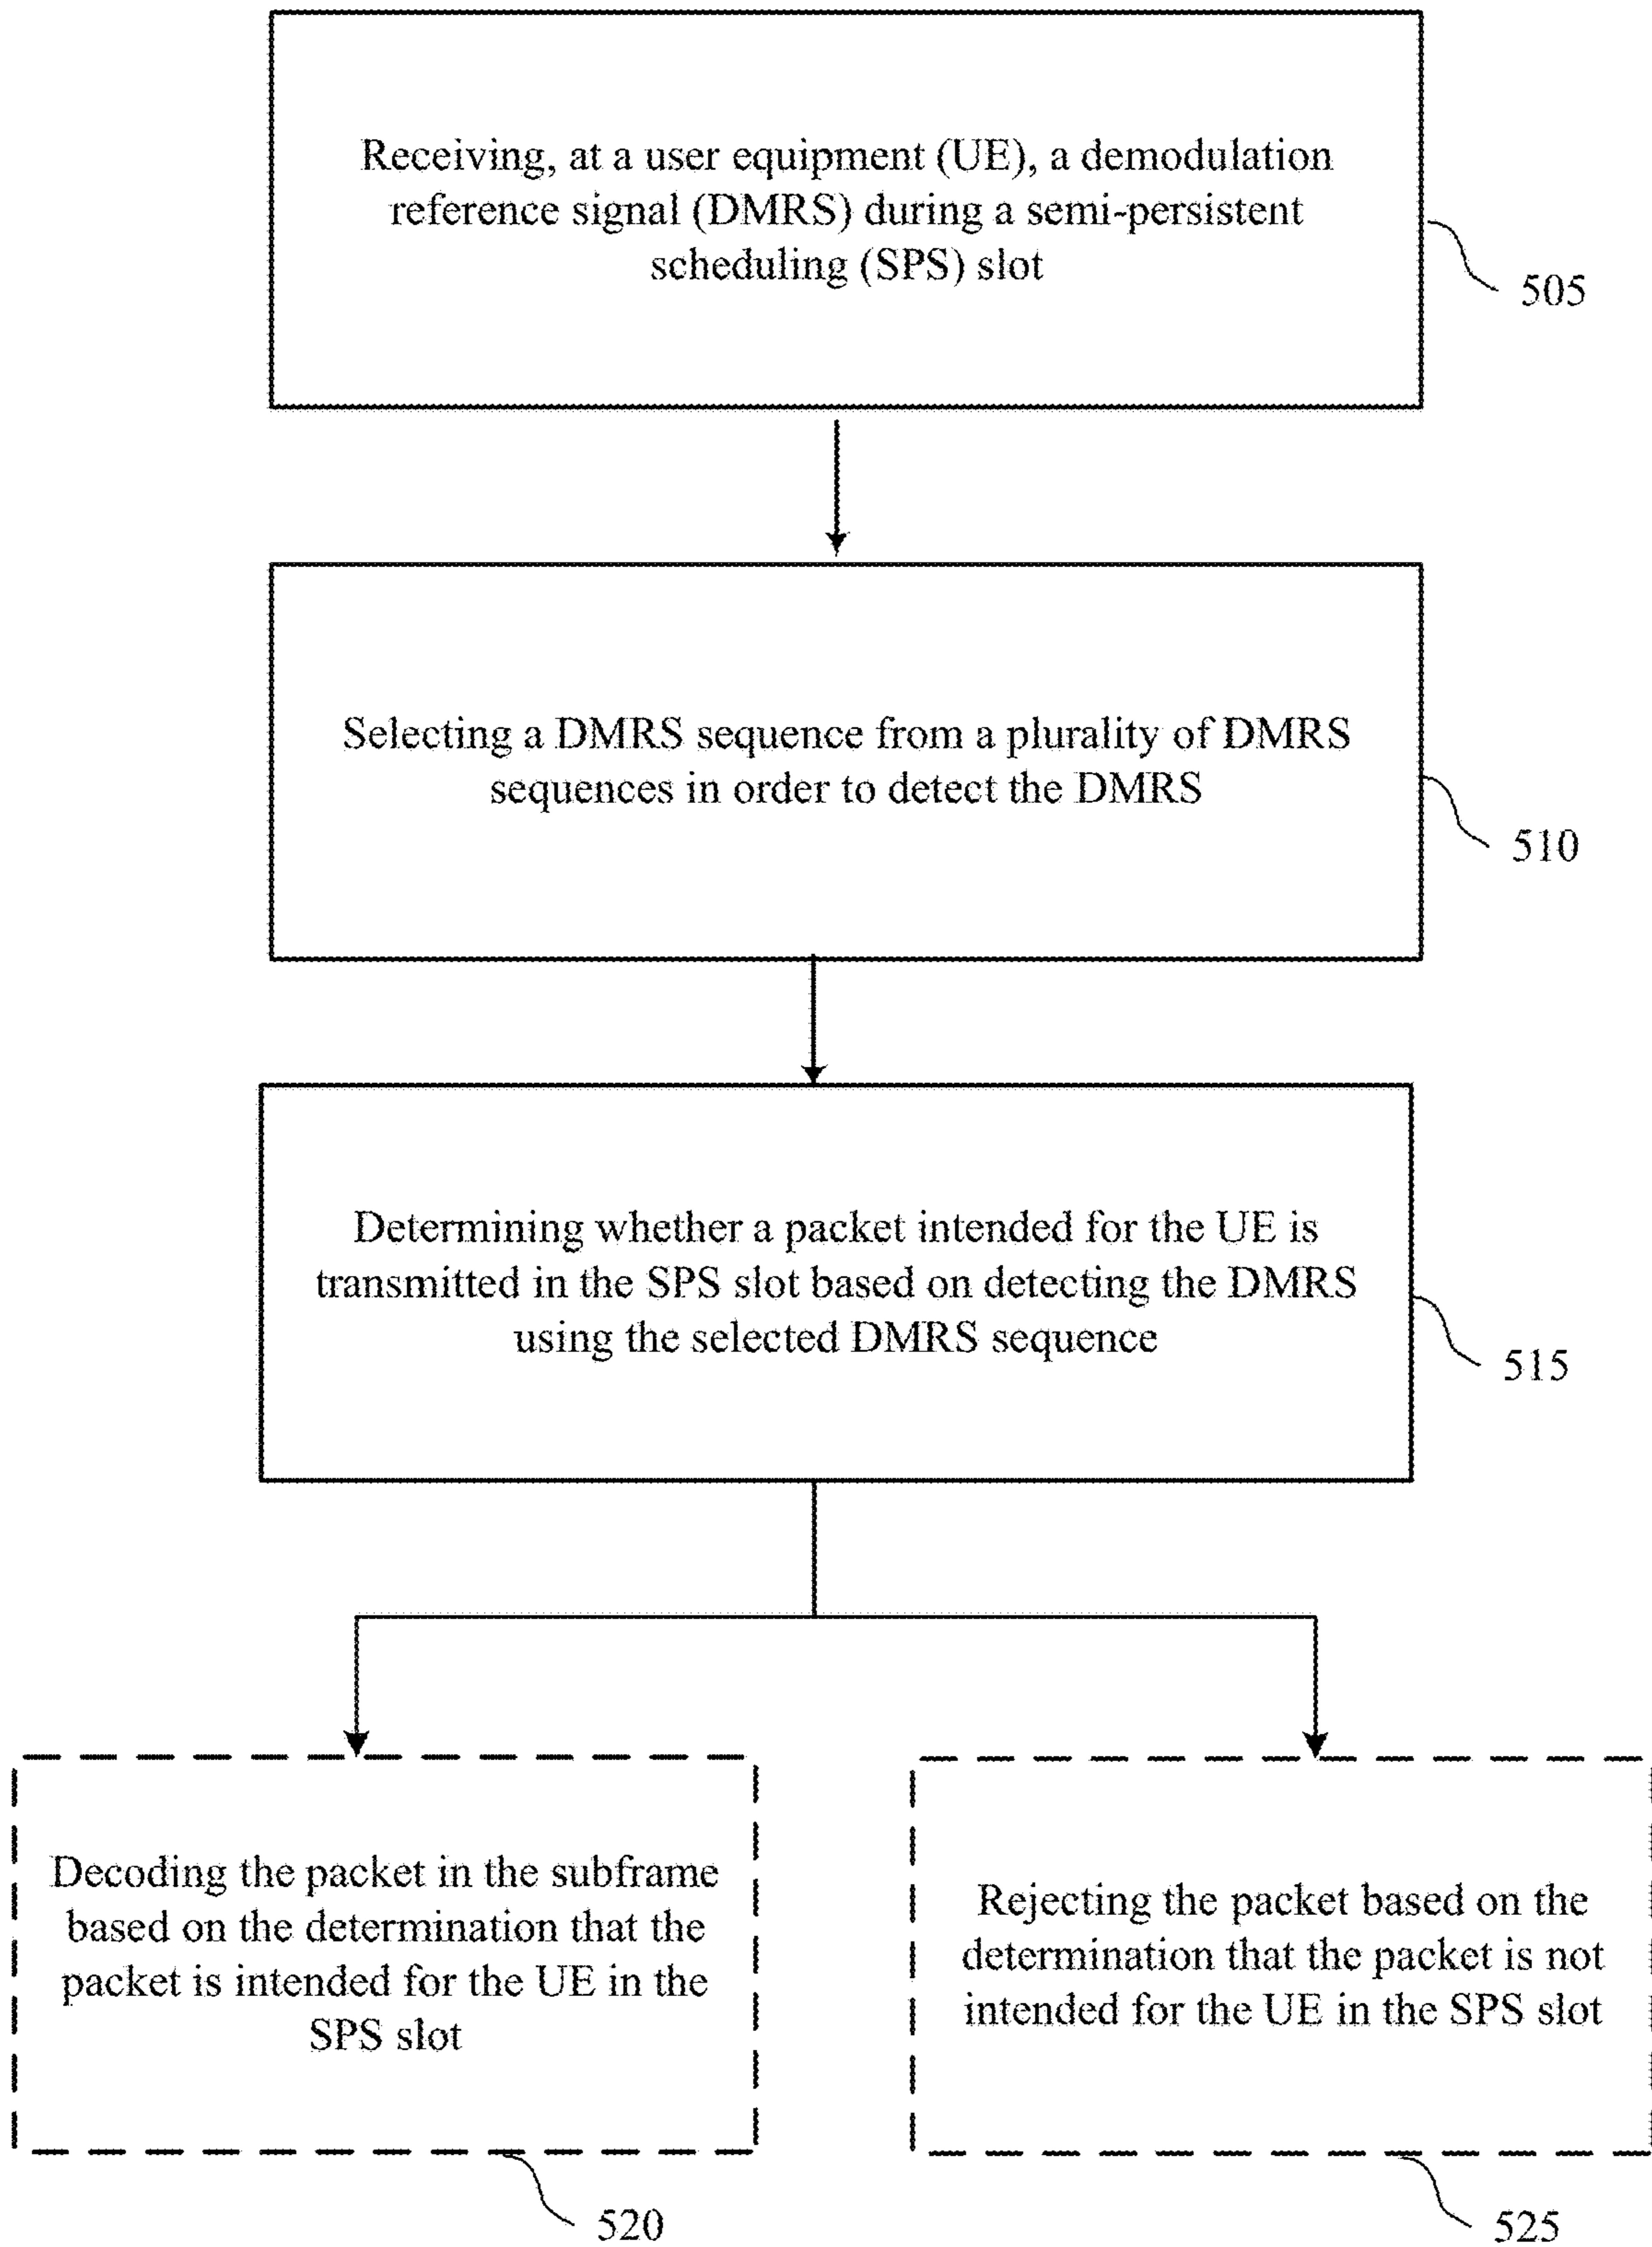 Receiving, at a user equipment (UE), a demodulation
reference signal (DMRS) during a semi-persistent
scheduling (SPS) slot
505
Selecting a DMRS sequence from a plurality of DMRS
sequences in order to detect the DMRS
510
Determining whether a packet intended for the UE is
transmitted in the SPS slot based on detecting the DMRS
using the selected DMRS sequence
515
Decoding the packet in the subframe
based on the determination that the
packet is intended for the UE in the
SPS slot
520
Rejecting the packet based on the
determination that the packet is not
intended for the UE in the SPS slot
525